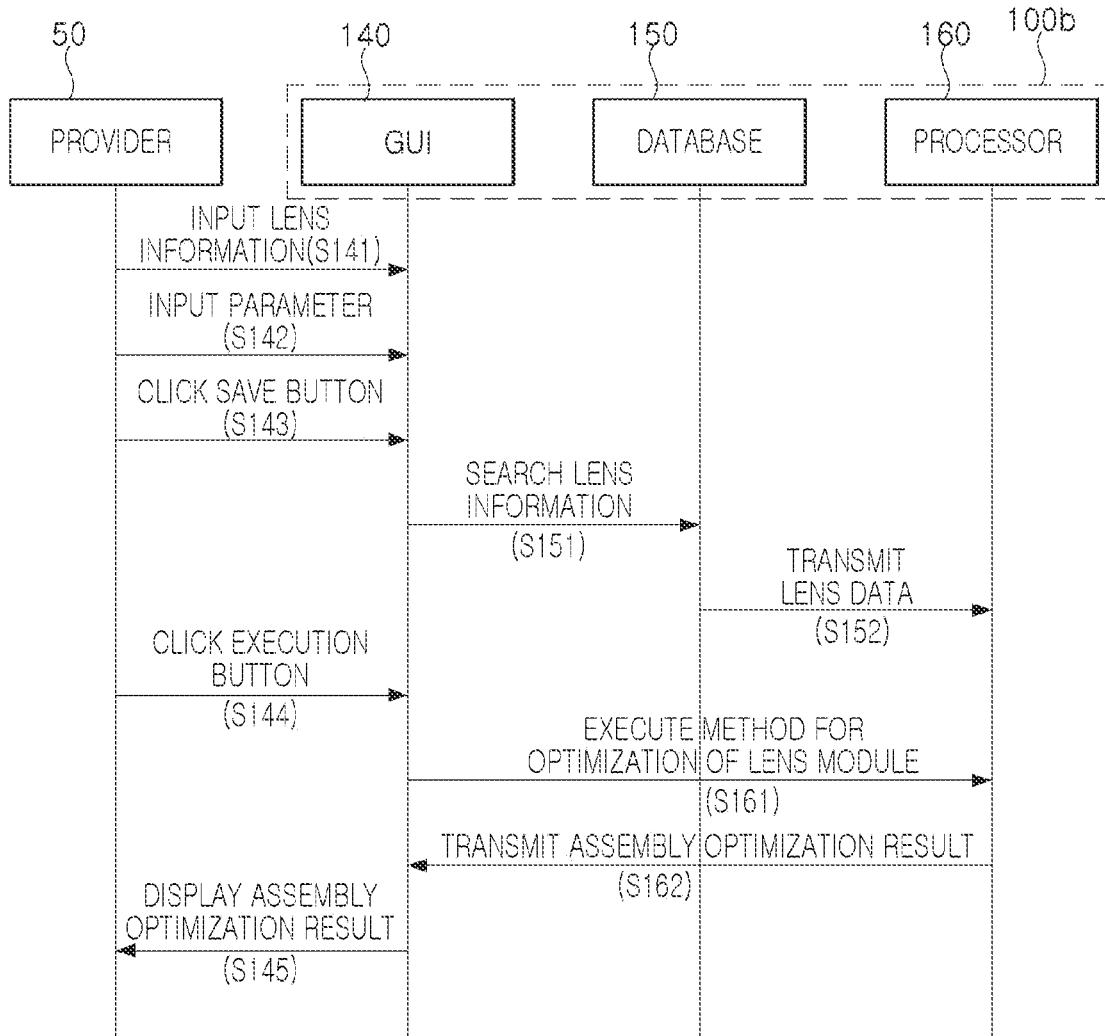 50
140
150
160
100b
PROVIDER
GUI
DATABASE
PROCESSOR
INPUT LENS
INFORMATION(S141)
INPUT PARAMETER
(S142)
CLICK SAVE BUTTON
(S143)
SEARCH LENS
INFORMATION
(S151)
TRANSMIT
LENS DATA
(S152)
CLICK EXECUTION
BUTTON
(S144)
EXECUTE METHOD FOR
OPTIMIZATION OF LENS MODULE
(S161)
TRANSMIT ASSEMBLY OPTIMIZATION RESULT
(S162)
DISPLAY ASSEMBLY
OPTIMIZATION RESULT
(S145)